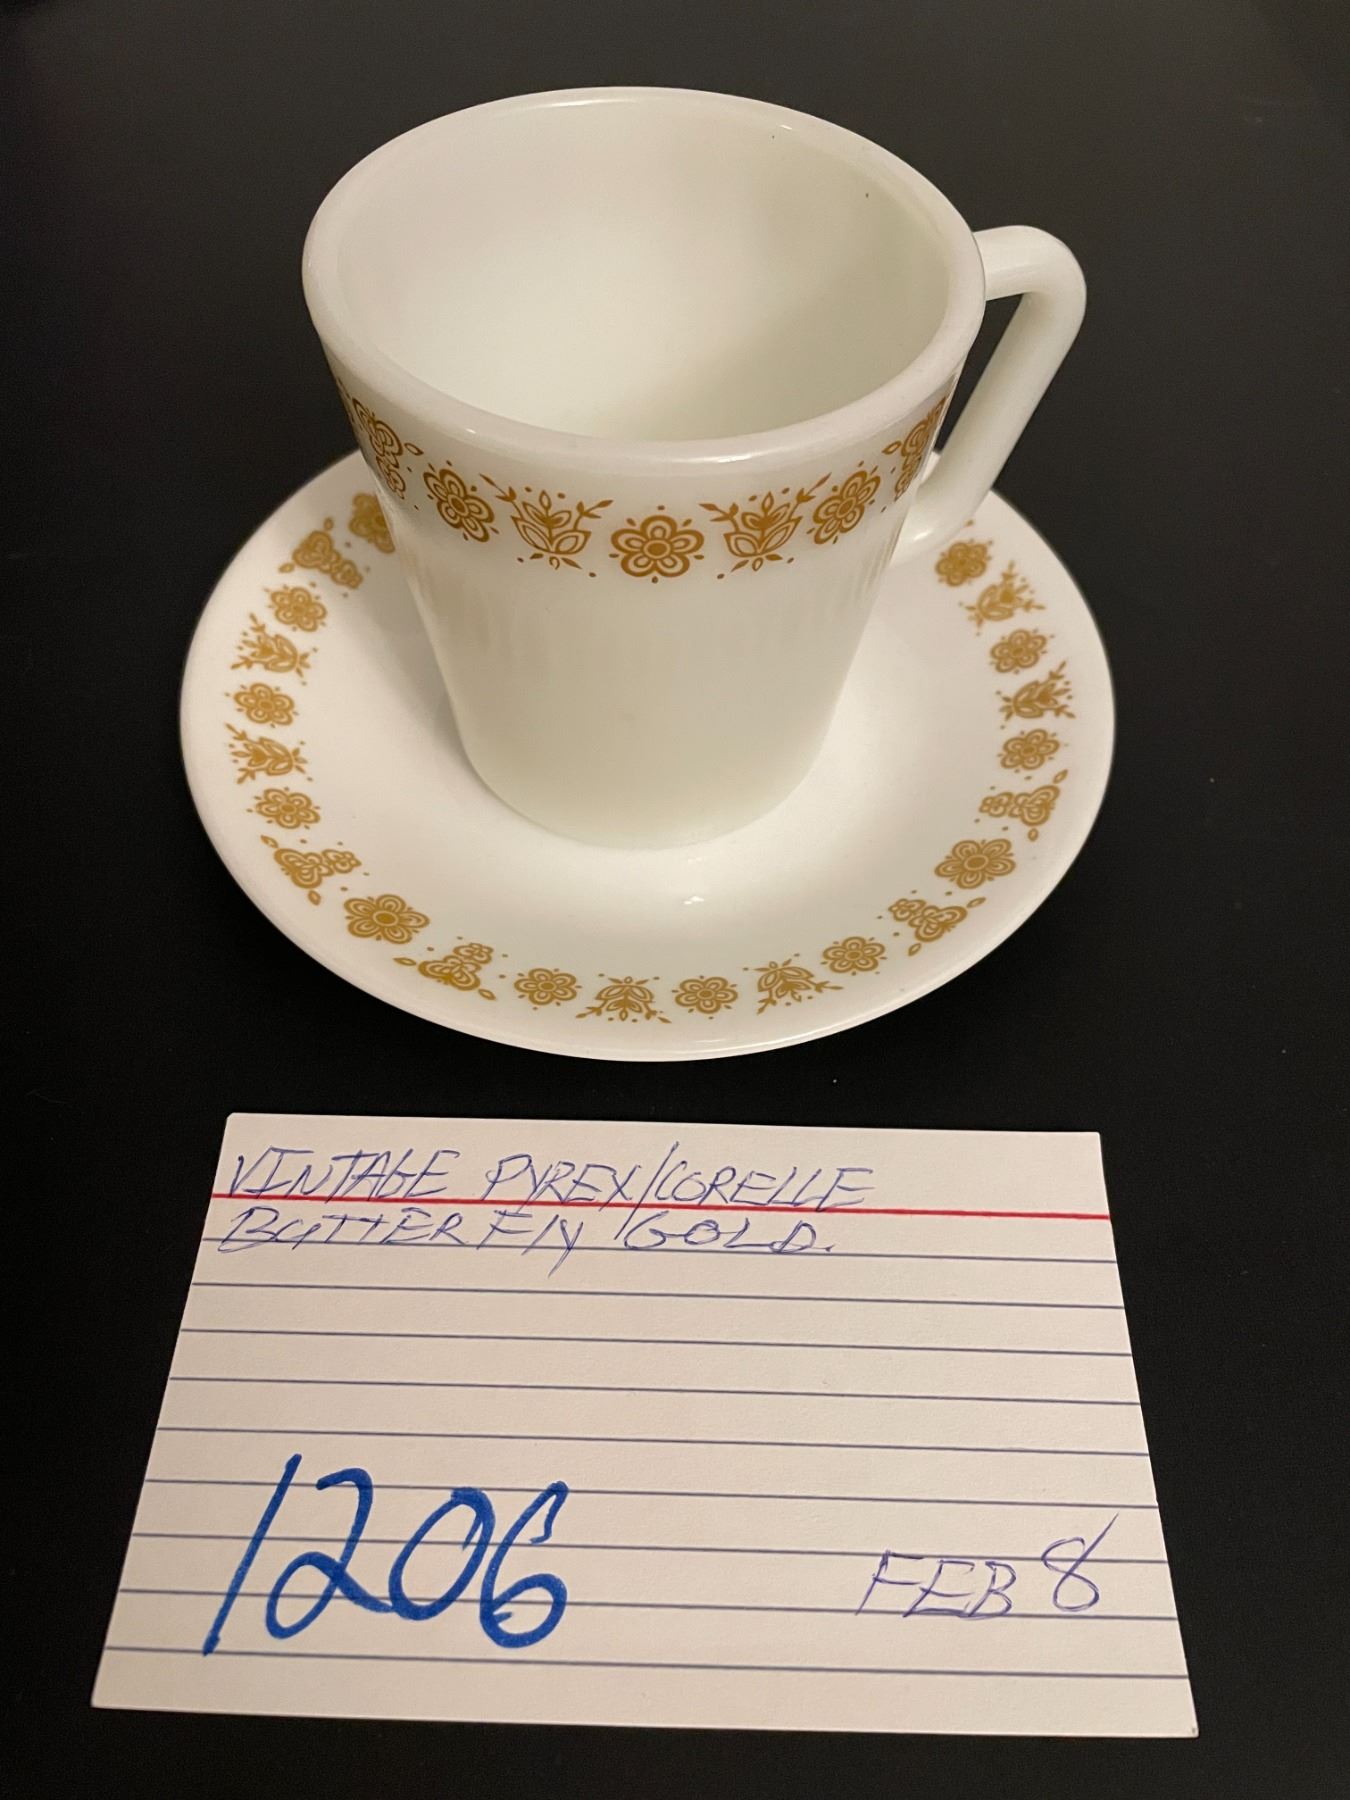 VINTAGE PYREX/CORELLE
BUTTERFLY GOLD.
1206
FEB 8